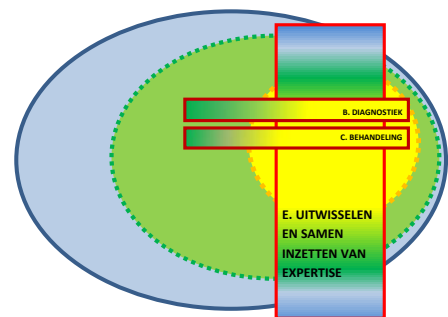 B. DIAGNOSTIEK
C. BEHANDELING
E. UITWISSELEN
EN SAMEN
INZETTEN VAN
EXPERTISE